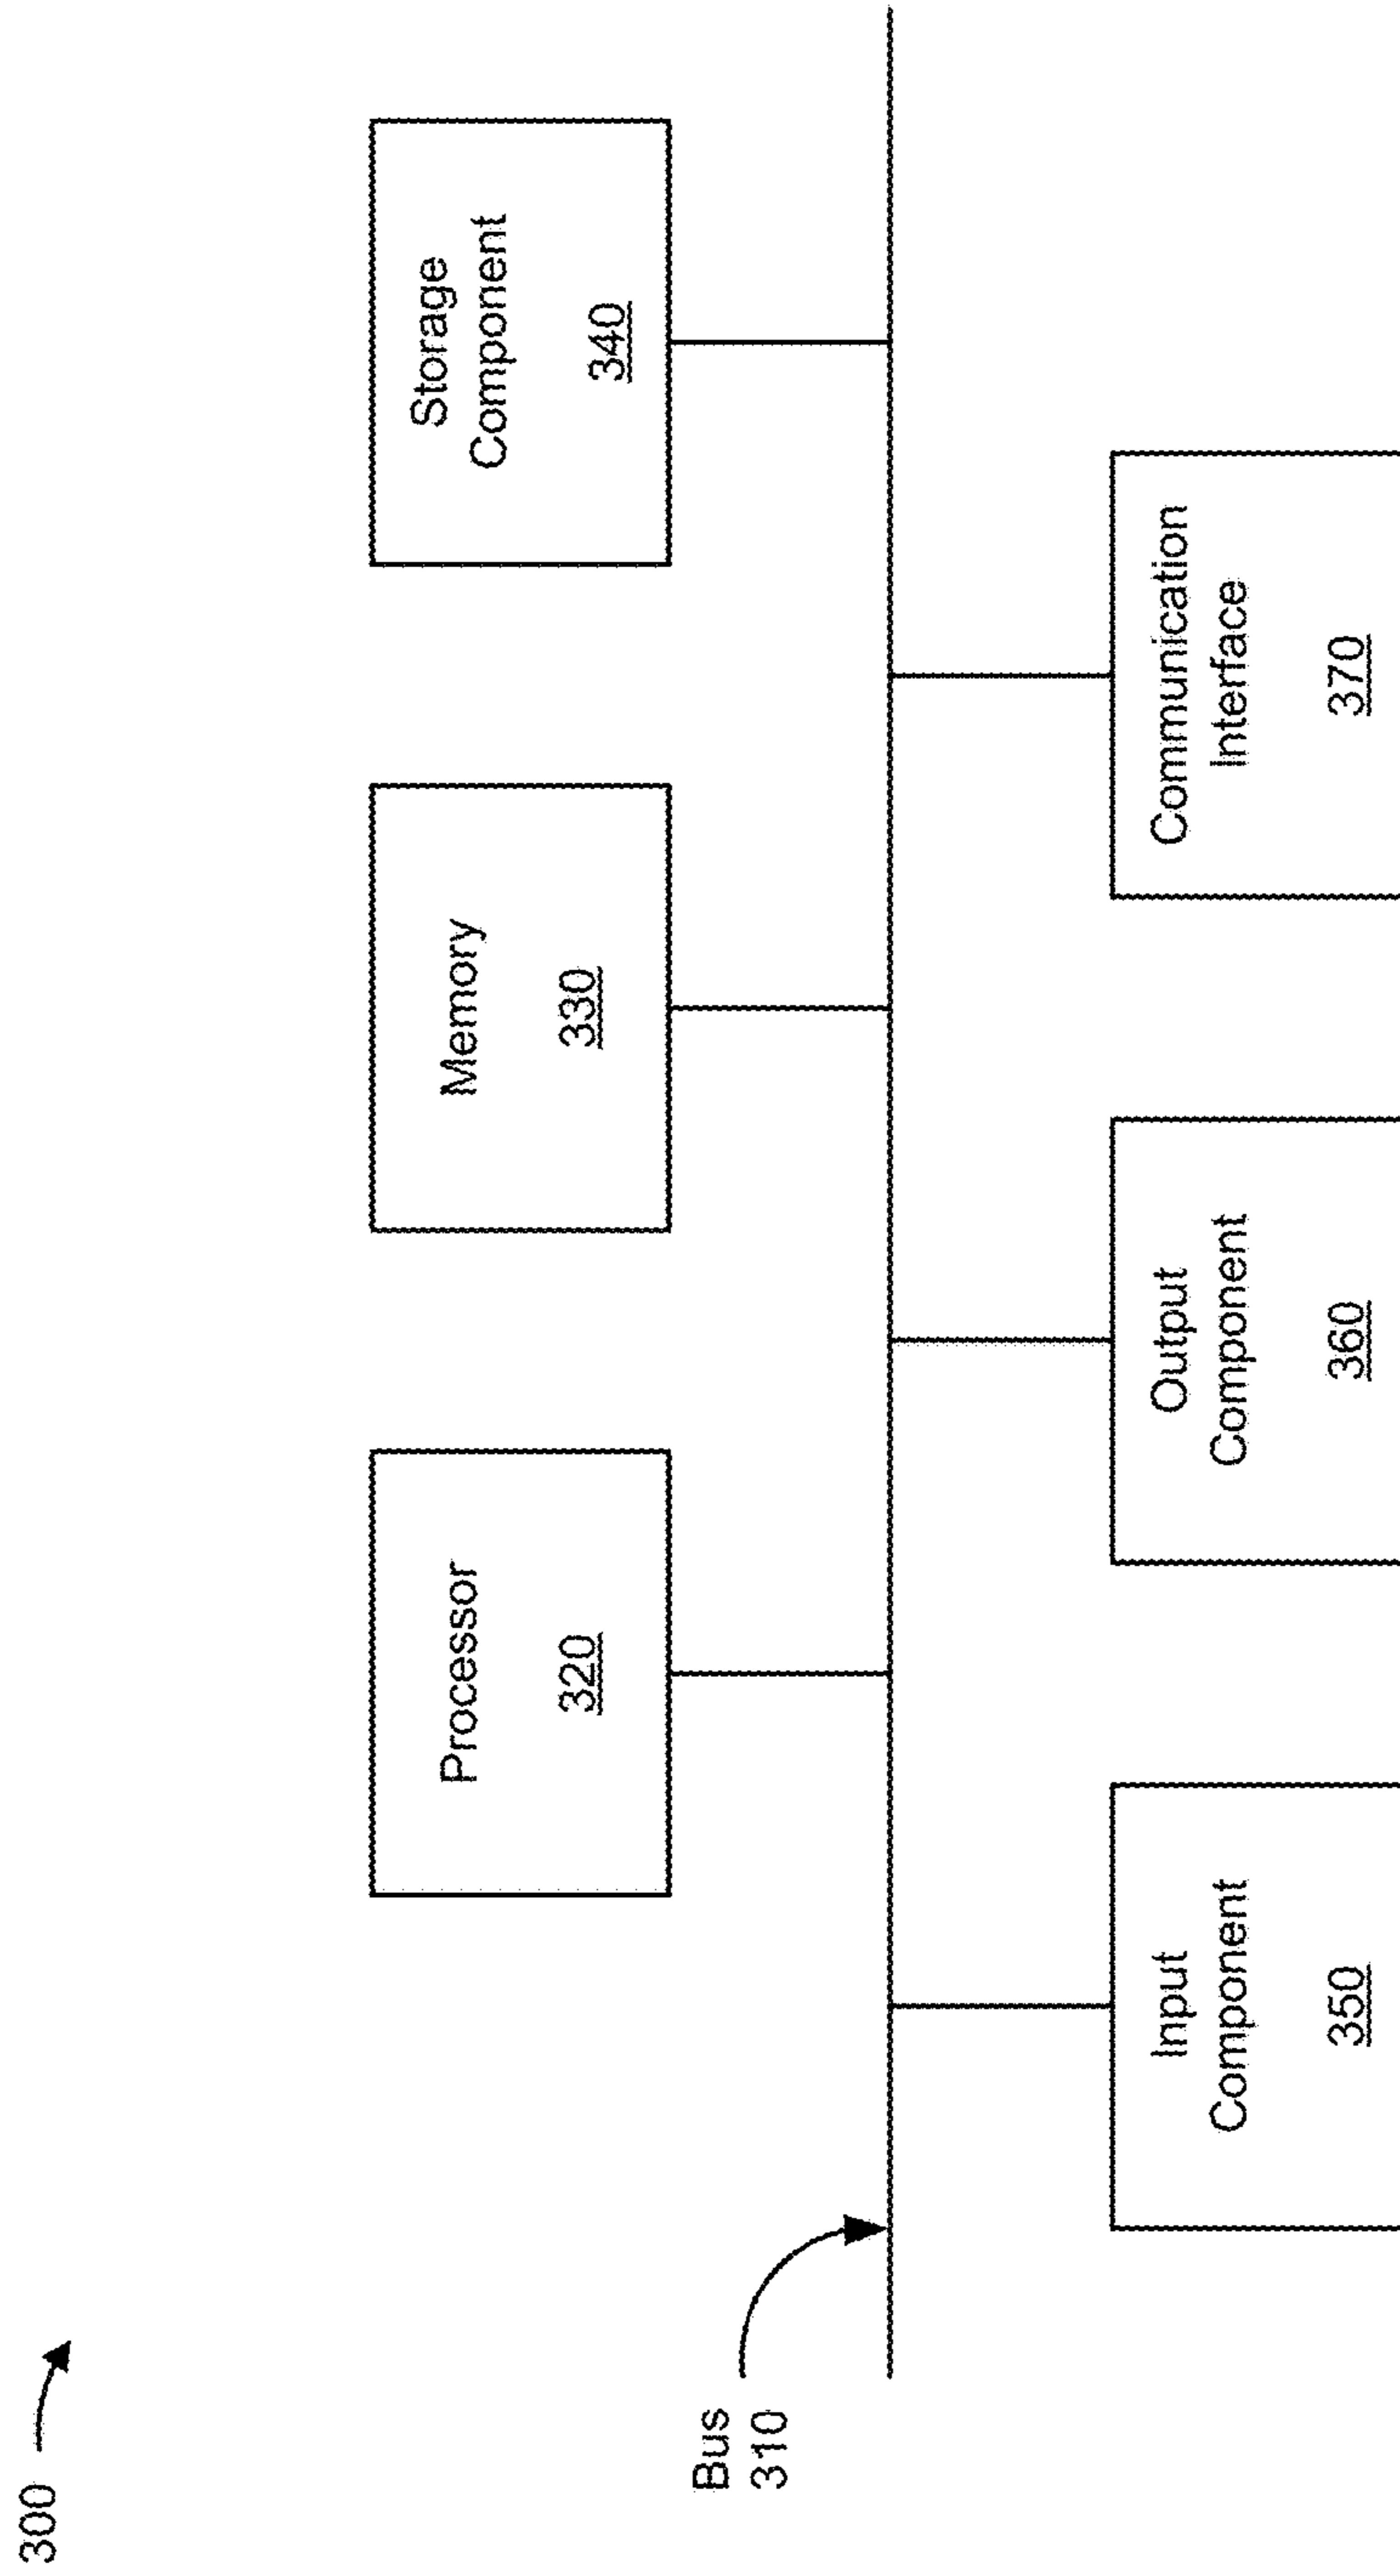 300
Bus
310
Processor
320
Memory
330
Storage
Component
340
Input
Component
350
Output
Component
360
Communication
Interface
370